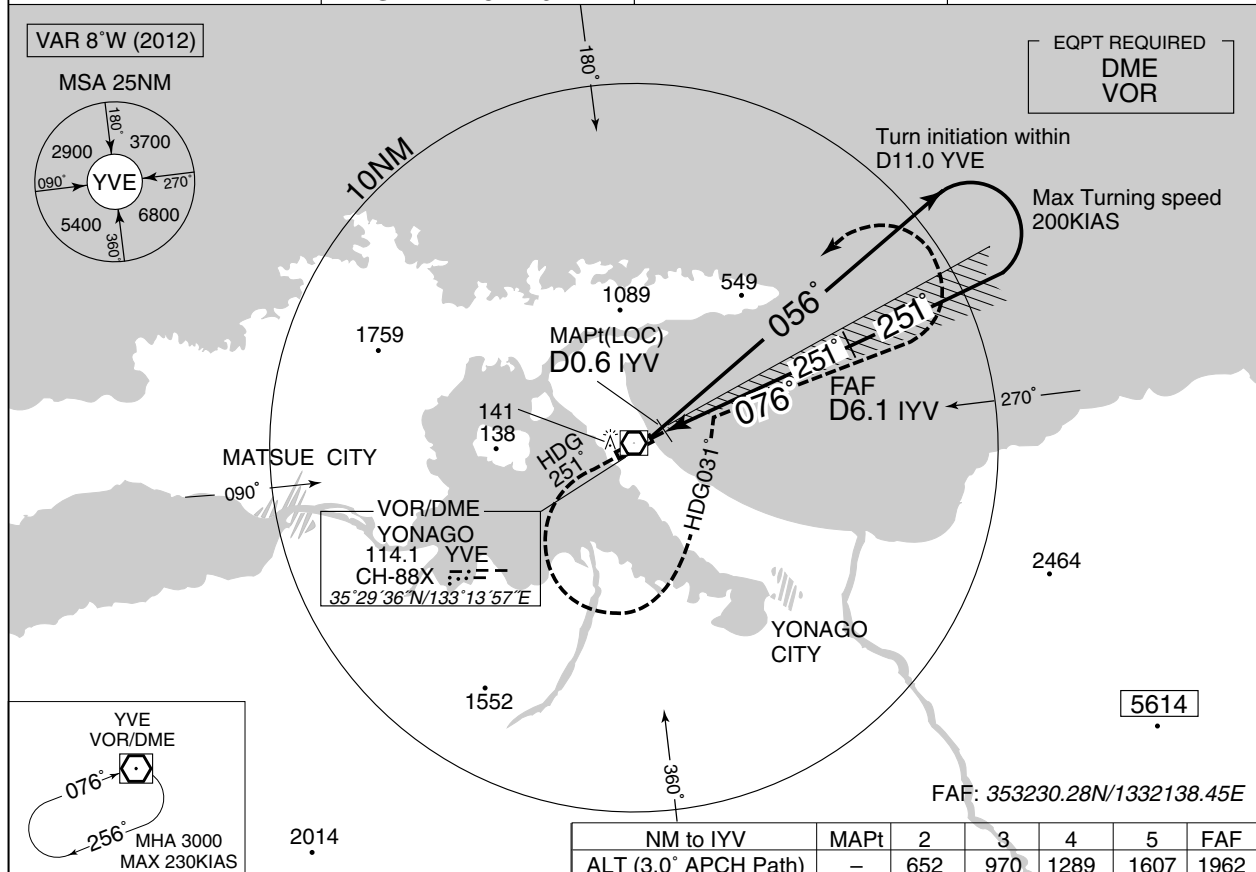 VAR 8°W (2012)
MSA 25NM
180°
2900
3700
090°
YVE
270°
5400
6800
360°
10NM
180°
EQPT REQUIRED
DME
VOR
Turn initiation within
D11.0 YVE
Max Turning speed
200KIAS
549
1089
1759
MAPt(LOC)
D0.6 IYV
056°
251°
251°
076°
FAF
D6.1 IYV
270°
141
138
HDG
251°
MATSUE CITY
090°
HDG031°
VOR/DME
YONAGO
114.1 YVE
CH-88X
35°29´36˝N/133°13´57˝E
2464
YONAGO
CITY
1552
5614
360°
YVE
VOR/DME
076°
256°
MHA 3000
MAX 230KIAS
2014
FAF: 353230.28N/1332138.45E
NM to IYV MAPt 2 3 4 5 FAF
ALT (3.0° APCH Path) – 652 970 1289 1607 1962